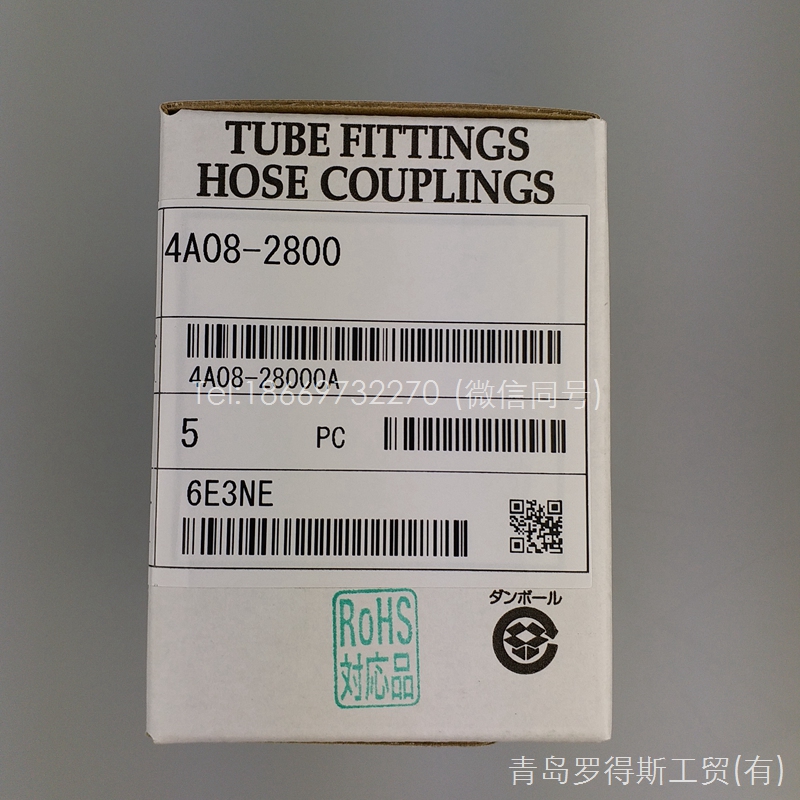 TUBE FITTINGS
HOSE COUPLINGS
4A08-2800
4A08-28000A
Tel:18669732270 (微信同号)
5 PC
6E3NE
RoHS
対応品
ダンボール
青岛罗得斯工贸(有)